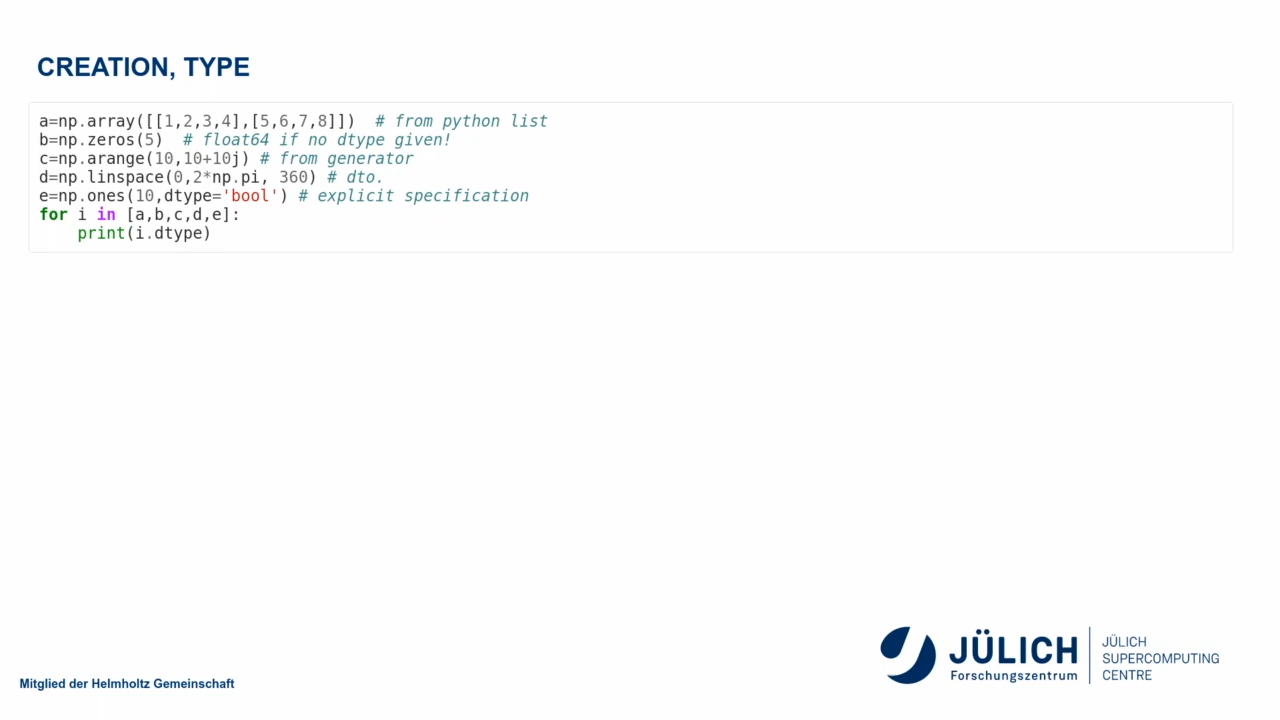 CREATION, TYPE
a=np.array([[1,2,3,4],[5,6,7,8]])  # from python list
b=np.zeros(5)  # float64 if no dtype given!
c=np.arange(10,10+10j) # from generator
d=np.linspace(0,2*np.pi, 360) # dto.
e=np.ones(10,dtype='bool') # explicit specification
for i in [a,b,c,d,e]:
    print(i.dtype)
JÜLICH
Forschungszentrum
JÜLICH
SUPERCOMPUTING
CENTRE
Mitglied der Helmholtz Gemeinschaft